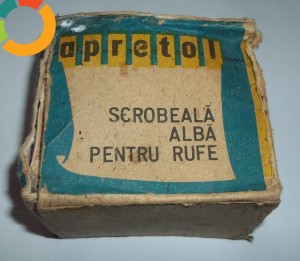 apretol
SCROBEALĂ
ALBĂ
PENTRU RUFE